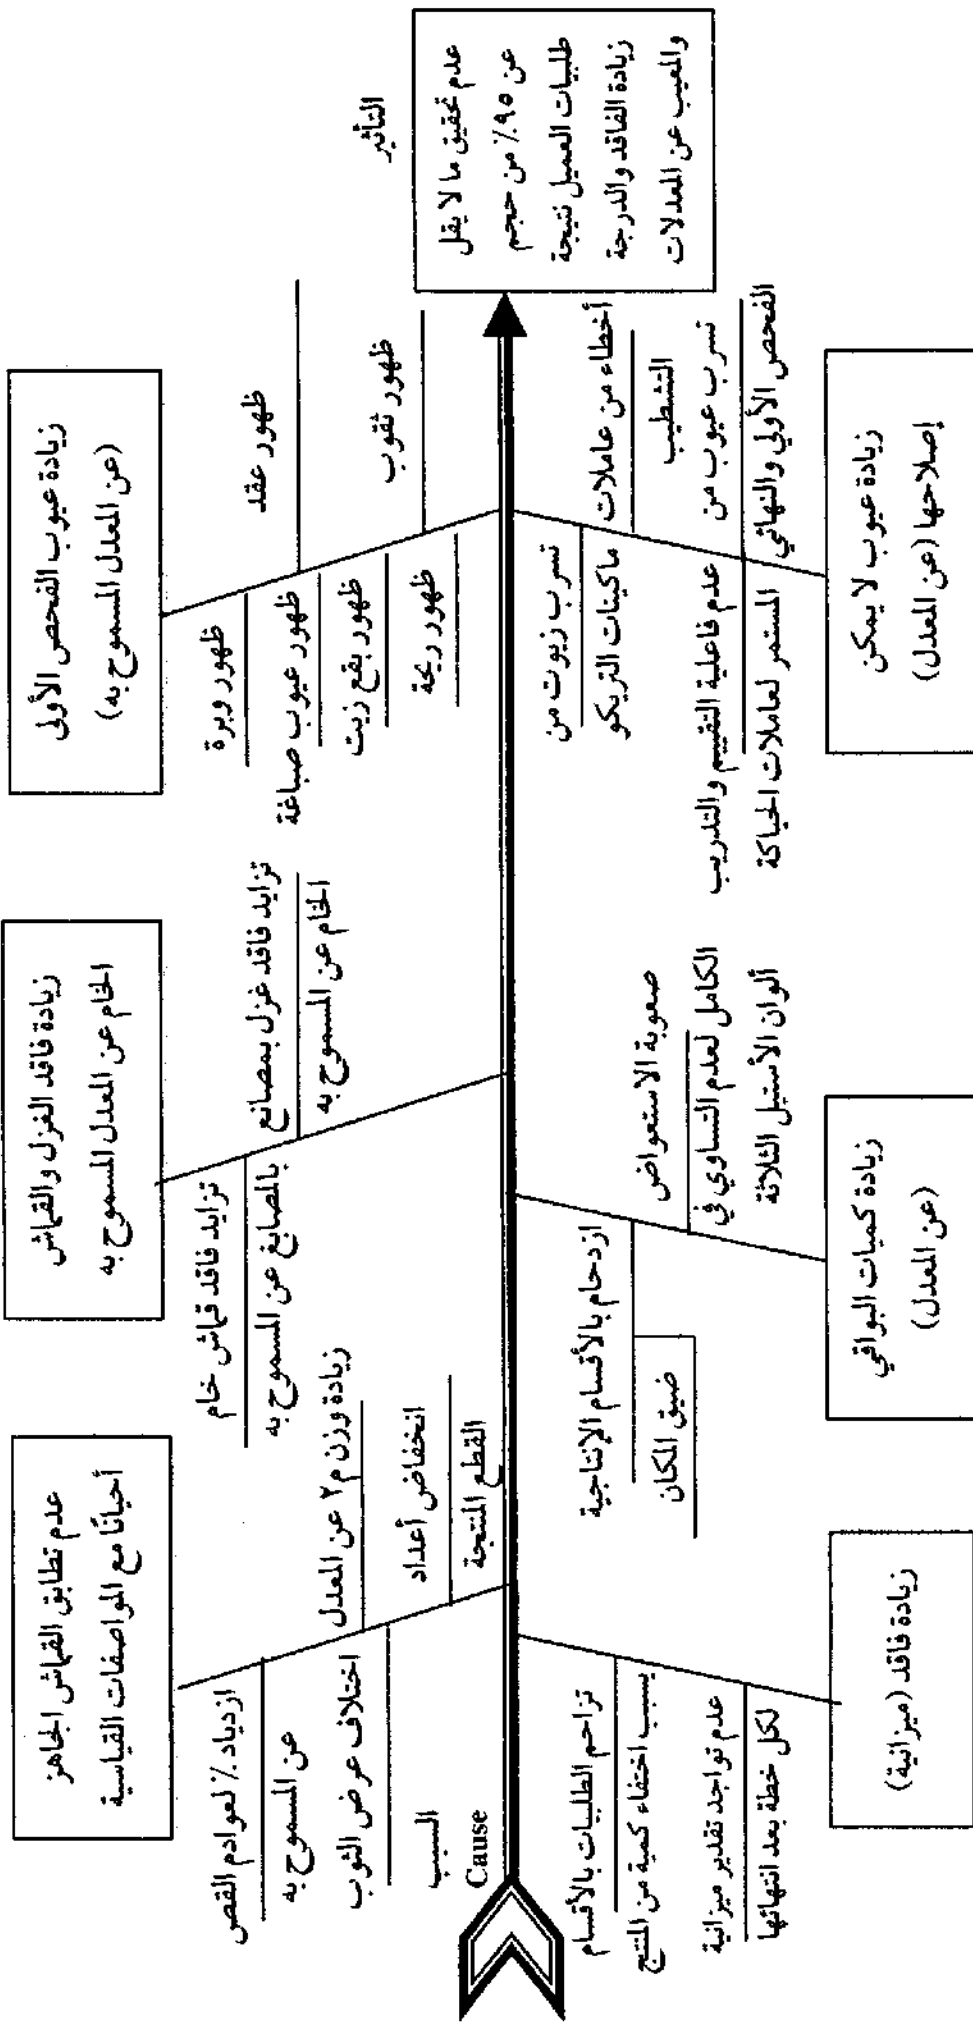 التأثير
عدم تحقيق ما لا يقل
عن ٩٥٪ من حجم
طلبيات العميل نتيجة
زيادة الفاقد والدرجة
والمعيب عن المعدلات
زيادة عيوب الفحص الأولى
(عن المعدل المسموح به)
ظهور عقد
ظهور ثقوب
ظهور وبرة
ظهور عيوب صباغة
ظهور بقع زيت
ظهور ريحة
زيادة فاقد الغزل والقماش
الخام عن المعدل المسموح به
تزايد فاقد غزل بمصانع
الخام عن المسموح به
تزايد فاقد قماش خام
بالمصابغ عن المسموح به
عدم تطابق القماش الجاهز
أحيانًا مع المواصفات القياسية
زيادة وزن م٢ عن المعدل
انخفاض أعداد
القطع المنتجة
ازدياد ٪ لعوادم القص
عن المسموح به
اختلاف عرض الثوب
السبب
Cause
أخطاء من عاملات
التشطيب
تسرب عيوب من
الفحص الأولي والنهائي
تسرب زيوت من
ماكينات التريكو
عدم فاعلية التقييم والتدريب
المستمر لعاملات الحياكة
زيادة عيوب لا يمكن
إصلاحها (عن المعدل)
صعوبة الاستعواض
الكامل لعدم التساوي في
ألوان الأستيل الثلاثة
ازدحام بالأقسام الإنتاجية
ضيق المكان
زيادة كميات البواقي
(عن المعدل)
تزاحم الطلبيات بالأقسام
يسبب اختفاء كمية من المنتج
عدم تواجد تقدير ميزانية
لكل خطة بعد انتهائها
زيادة فاقد (ميزانية)